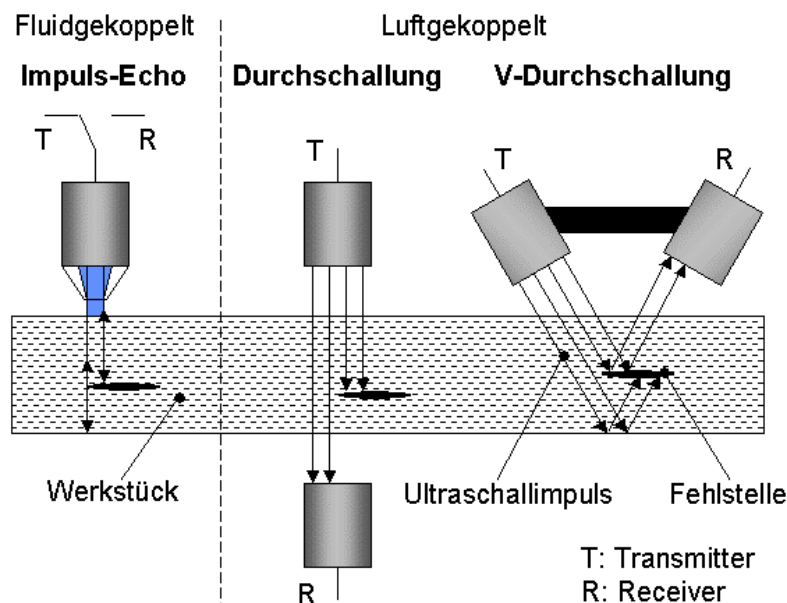 Fluidgekoppelt
Luftgekoppelt
Impuls-Echo
Durchschallung
V-Durchschallung
T
R
T
T
R
Werkstück
R
Ultraschallimpuls
Fehlstelle
T: Transmitter
R: Receiver